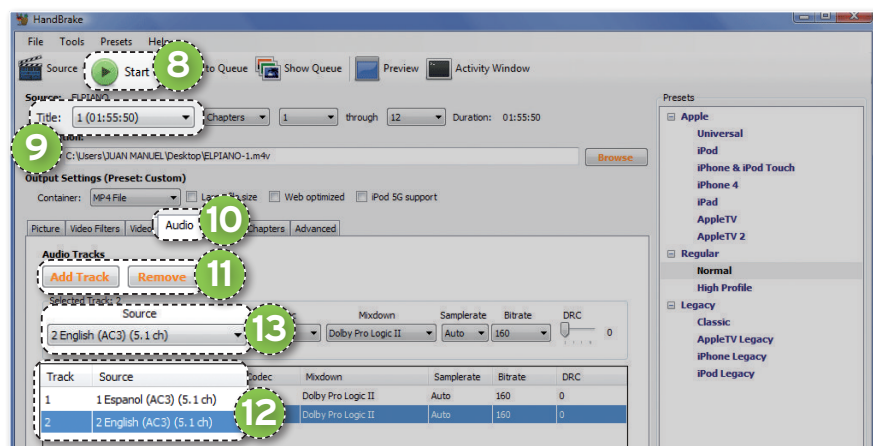 HandBrake
File Tools Presets Help
Source Start 8 to Queue Show Queue Preview Activity Window
Source: ELPIANO
Title: 1 (01:55:50) Chapters 1 through 12 Duration: 01:55:50
9
C:\Users\JUAN MANUEL\Desktop\ELPIANO-1.m4v Browse
Output Settings (Preset: Custom)
Container: MP4 File size Web optimized iPod 5G support
Picture Video Filters Video Audio 10 Chapters Advanced
Audio Tracks
Add Track Remove 11
Selected Track: 2
Source Mixdown Samplerate Bitrate DRC
2 English (AC3) (5.1 ch) 13 Dolby Pro Logic II Auto 160 0
Track Source Codec Mixdown Samplerate Bitrate DRC
1 1 Espanol (AC3) (5.1 ch) Dolby Pro Logic II Auto 160 0
2 2 English (AC3) (5.1 ch) 12 Dolby Pro Logic II Auto 160 0
Presets
Apple
Universal
iPod
iPhone & iPod Touch
iPhone 4
iPad
AppleTV
AppleTV 2
Regular
Normal
High Profile
Legacy
Classic
AppleTV Legacy
iPhone Legacy
iPod Legacy